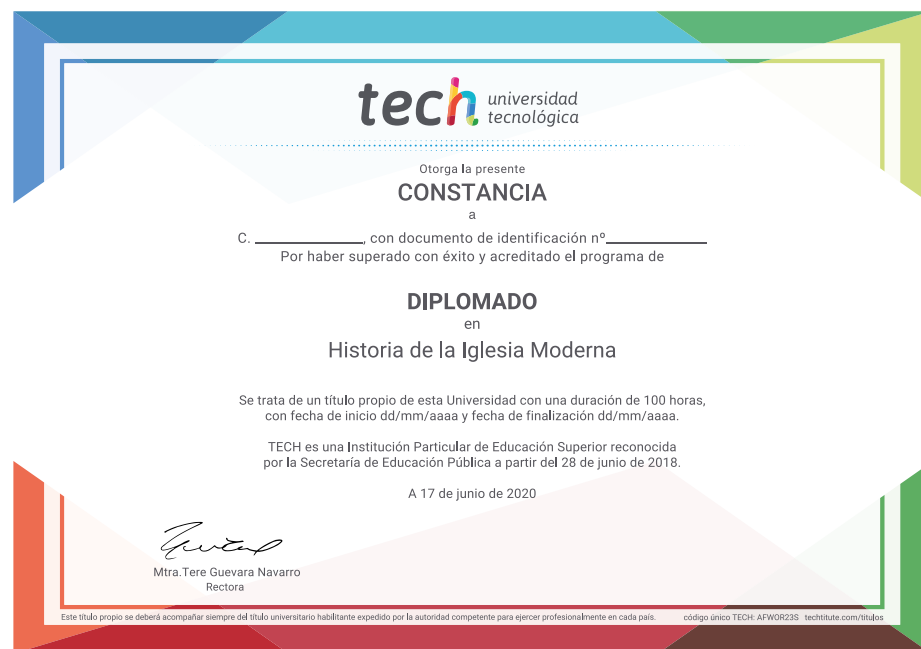 tech universidad
tecnológica
Otorga la presente
CONSTANCIA
a
C. ____________, con documento de identificación nº____________
Por haber superado con éxito y acreditado el programa de
DIPLOMADO
en
Historia de la Iglesia Moderna
Se trata de un título propio de esta Universidad con una duración de 100 horas,
con fecha de inicio dd/mm/aaaa y fecha de finalización dd/mm/aaaa.
TECH es una Institución Particular de Educación Superior reconocida
por la Secretaría de Educación Pública a partir del 28 de junio de 2018.
A 17 de junio de 2020
Mtra.Tere Guevara Navarro
Rectora
Este título propio se deberá acompañar siempre del título universitario habilitante expedido por la autoridad competente para ejercer profesionalmente en cada país. código único TECH: AFWOR23S techtitute.com/titulos